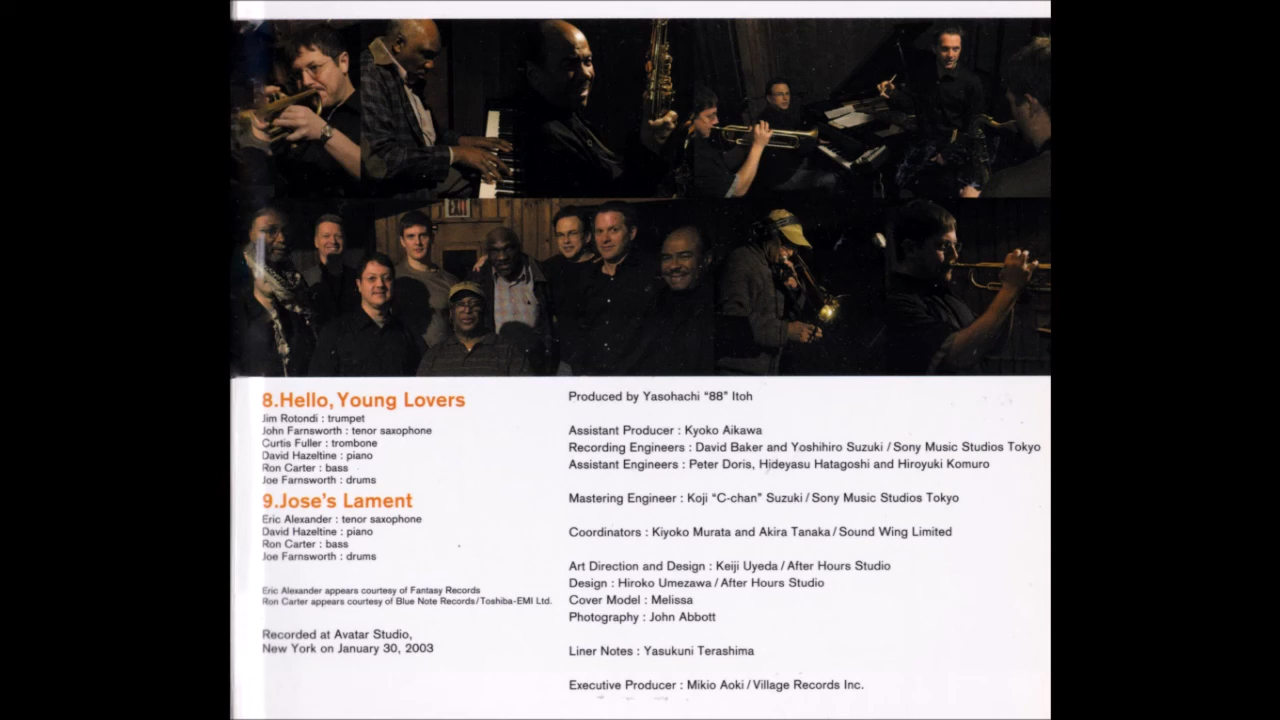 EXIT
8.Hello, Young Lovers
Jim Rotondi : trumpet
John Farnsworth : tenor saxophone
Curtis Fuller : trombone
David Hazeltine : piano
Ron Carter : bass
Joe Farnsworth : drums
9.Jose's Lament
Eric Alexander : tenor saxophone
David Hazeltine : piano
Ron Carter : bass
Joe Farnsworth : drums
Eric Alexander appears courtesy of Fantasy Records
Ron Carter appears courtesy of Blue Note Records/Toshiba-EMI Ltd.
Recorded at Avatar Studio,
New York on January 30, 2003
Produced by Yasohachi "88" Itoh
Assistant Producer : Kyoko Aikawa
Recording Engineers : David Baker and Yoshihiro Suzuki / Sony Music Studios Tokyo
Assistant Engineers : Peter Doris, Hideyasu Hatagoshi and Hiroyuki Komuro
Mastering Engineer : Koji "C-chan" Suzuki / Sony Music Studios Tokyo
Coordinators : Kiyoko Murata and Akira Tanaka / Sound Wing Limited
Art Direction and Design : Keiji Uyeda / After Hours Studio
Design : Hiroko Umezawa / After Hours Studio
Cover Model : Melissa
Photography : John Abbott
Liner Notes : Yasukuni Terashima
Executive Producer : Mikio Aoki / Village Records Inc.